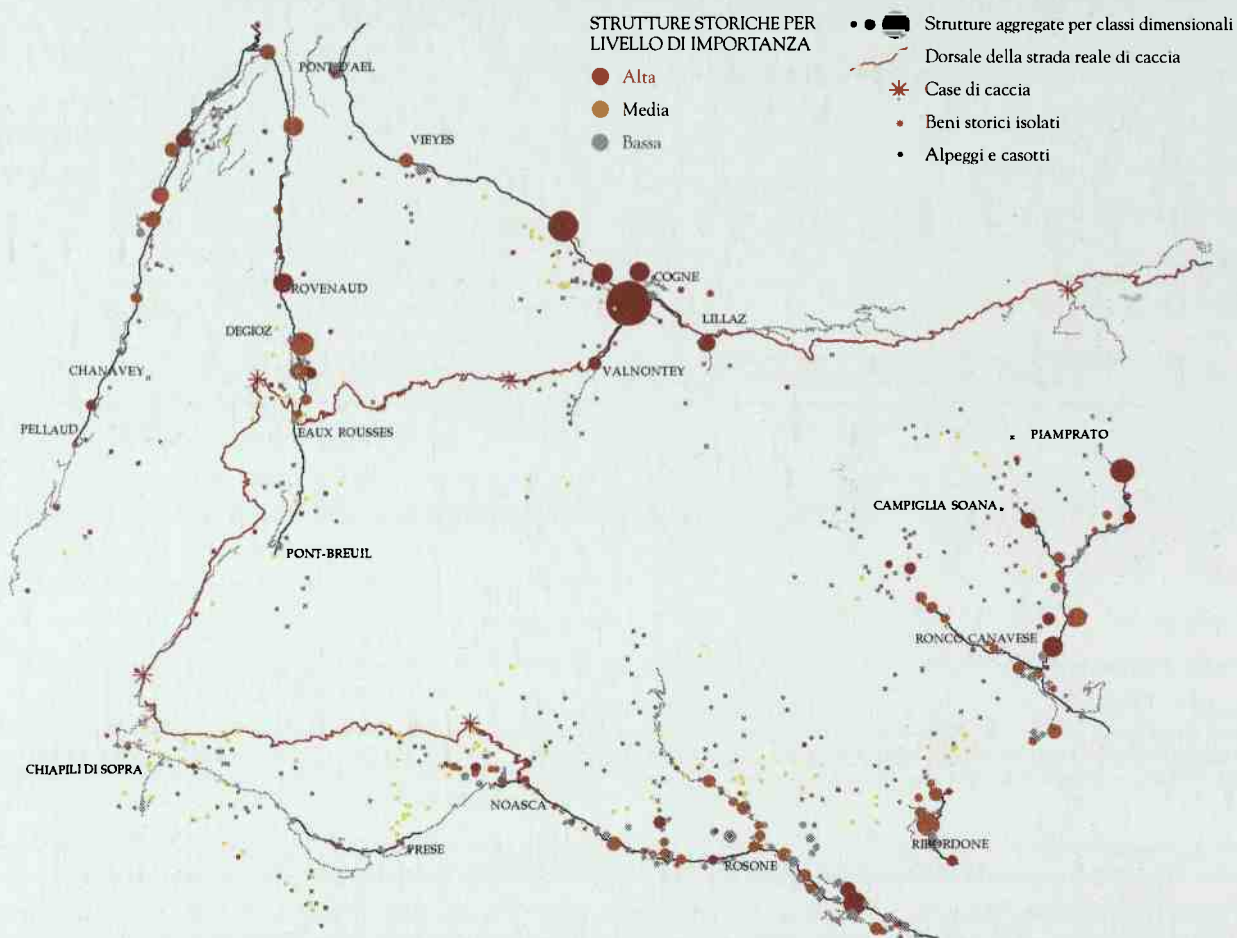 STRUTTURE STORICHE PER
LIVELLO DI IMPORTANZA
Alta
Media
Bassa
Strutture aggregate per classi dimensionali
Dorsale della strada reale di caccia
Case di caccia
Beni storici isolati
Alpeggi e casotti
PONT D'AEL
VIEYES
COGNE
ROVENAUD
LILLAZ
DEGIOZ
CHANAVEY
VALNONTEY
PELLAUD
EAUX ROUSSES
PIAMPRATO
CAMPIGLIA SOANA
PONT-BREUIL
RONCO CANAVESE
CHIAPILI DI SOPRA
NOASCA
PRESE
ROSONE
RIBORDONE